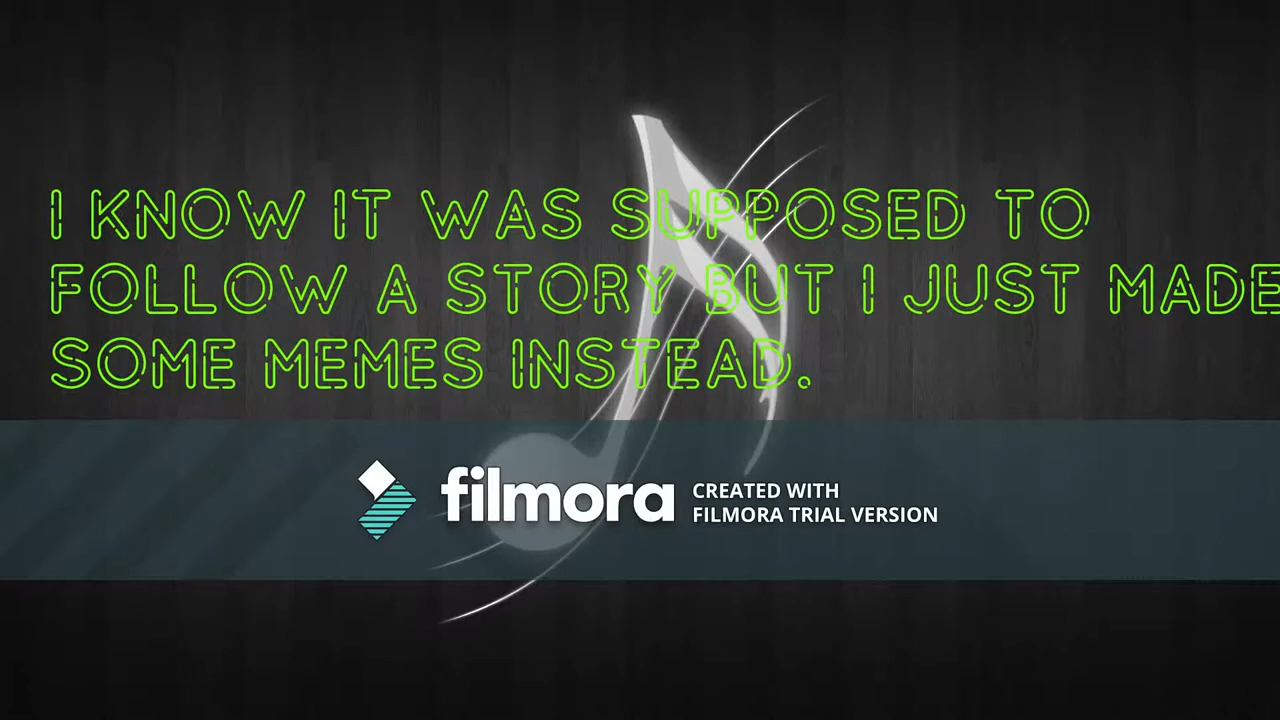 I KNOW IT WAS SUPPOSED TO
FOLLOW A STORY BUT I JUST MADE
SOME MEMES INSTEAD.
filmora
CREATED WITH
FILMORA TRIAL VERSION